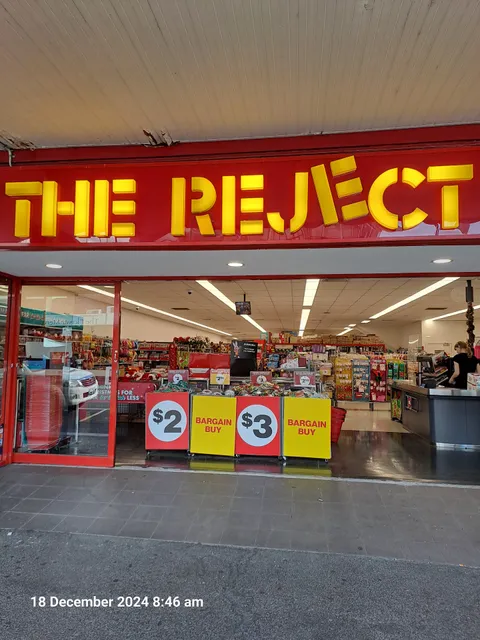 THE REJECT
$2
BARGAIN
BUY
$3
BARGAIN
BUY
18 December 2024 8:46 am